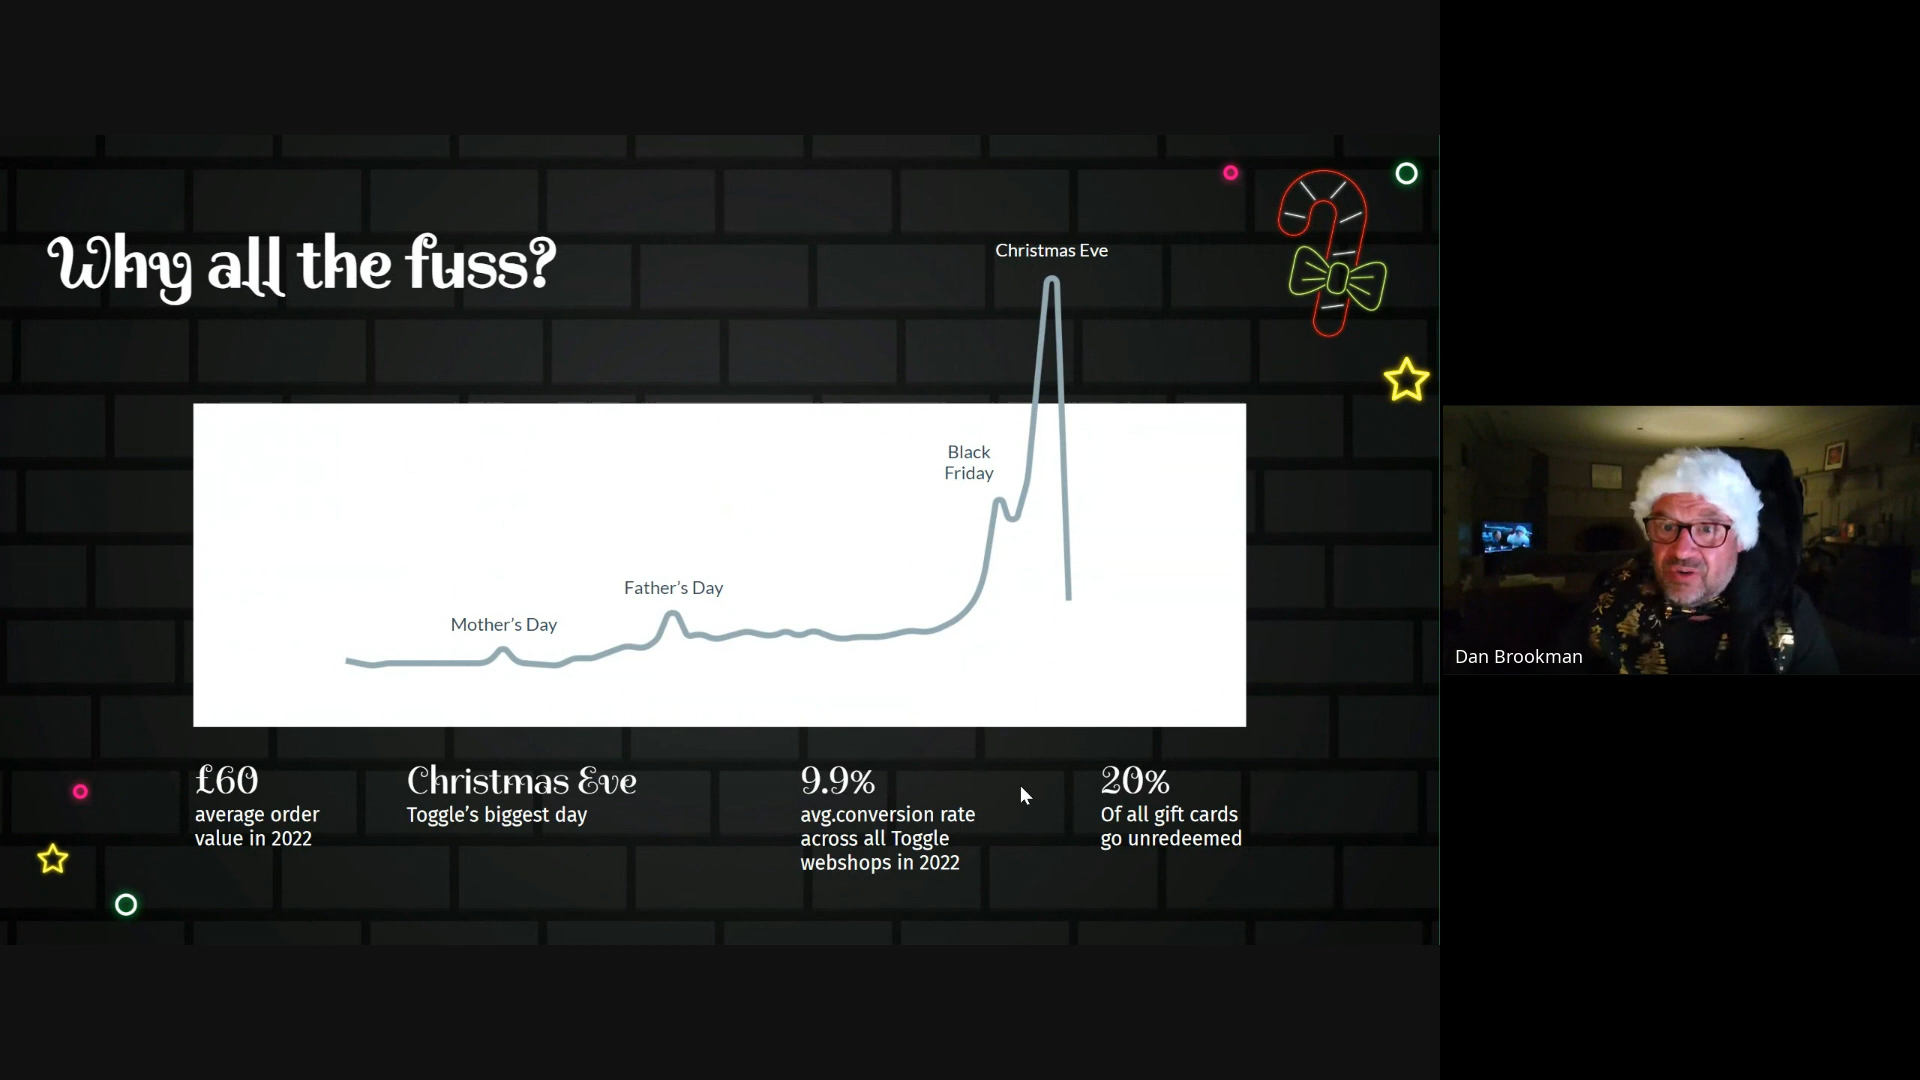 Why all the fuss?
Christmas Eve
Black
Friday
Father's Day
Mother's Day
£60
average order
value in 2022
Christmas Eve
Toggle's biggest day
9.9%
avg.conversion rate
across all Toggle
webshops in 2022
20%
Of all gift cards
go unredeemed
Dan Brookman